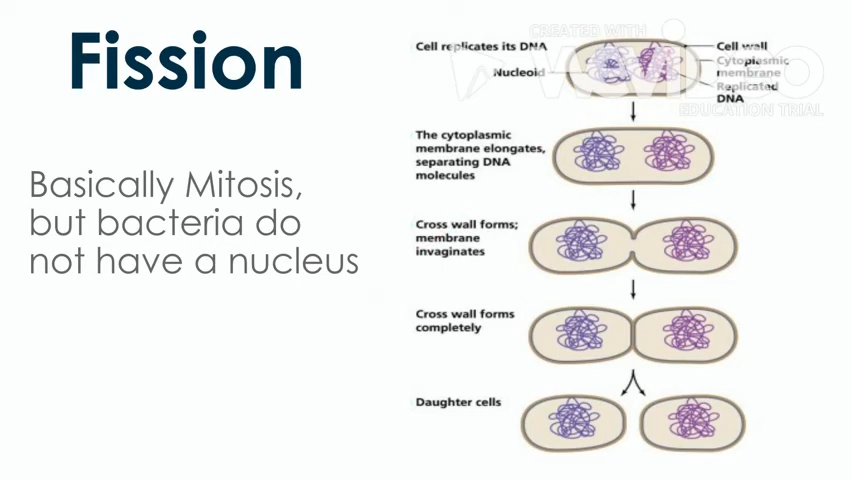 Fission
Basically Mitosis,
but bacteria do
not have a nucleus
CREATED WITH
WEVIDEO
EDUCATION TRIAL
Cell replicates its DNA
Nucleoid
Cell wall
Cytoplasmic
membrane
Replicated
DNA
The cytoplasmic
membrane elongates,
separating DNA
molecules
Cross wall forms;
membrane
invaginates
Cross wall forms
completely
Daughter cells